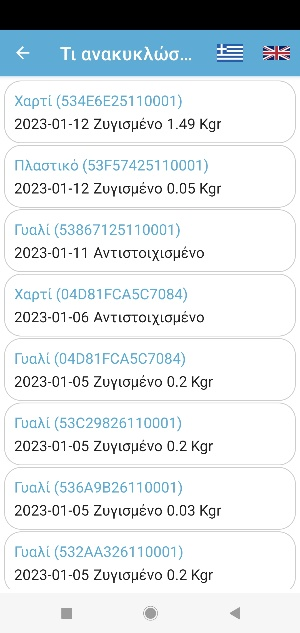 Τι ανακυκλώσ...
Χαρτί (534E6E25110001)
2023-01-12 Ζυγισμένο 1.49 Kgr
Πλαστικό (53F57425110001)
2023-01-12 Ζυγισμένο 0.05 Kgr
Γυαλί (53867125110001)
2023-01-11 Αντιστοιχισμένο
Χαρτί (04D81FCA5C7084)
2023-01-06 Αντιστοιχισμένο
Γυαλί (04D81FCA5C7084)
2023-01-05 Ζυγισμένο 0.2 Kgr
Γυαλί (53C29826110001)
2023-01-05 Ζυγισμένο 0.2 Kgr
Γυαλί (536A9B26110001)
2023-01-05 Ζυγισμένο 0.03 Kgr
Γυαλί (532AA326110001)
2023-01-05 Ζυγισμένο 0.2 Kgr